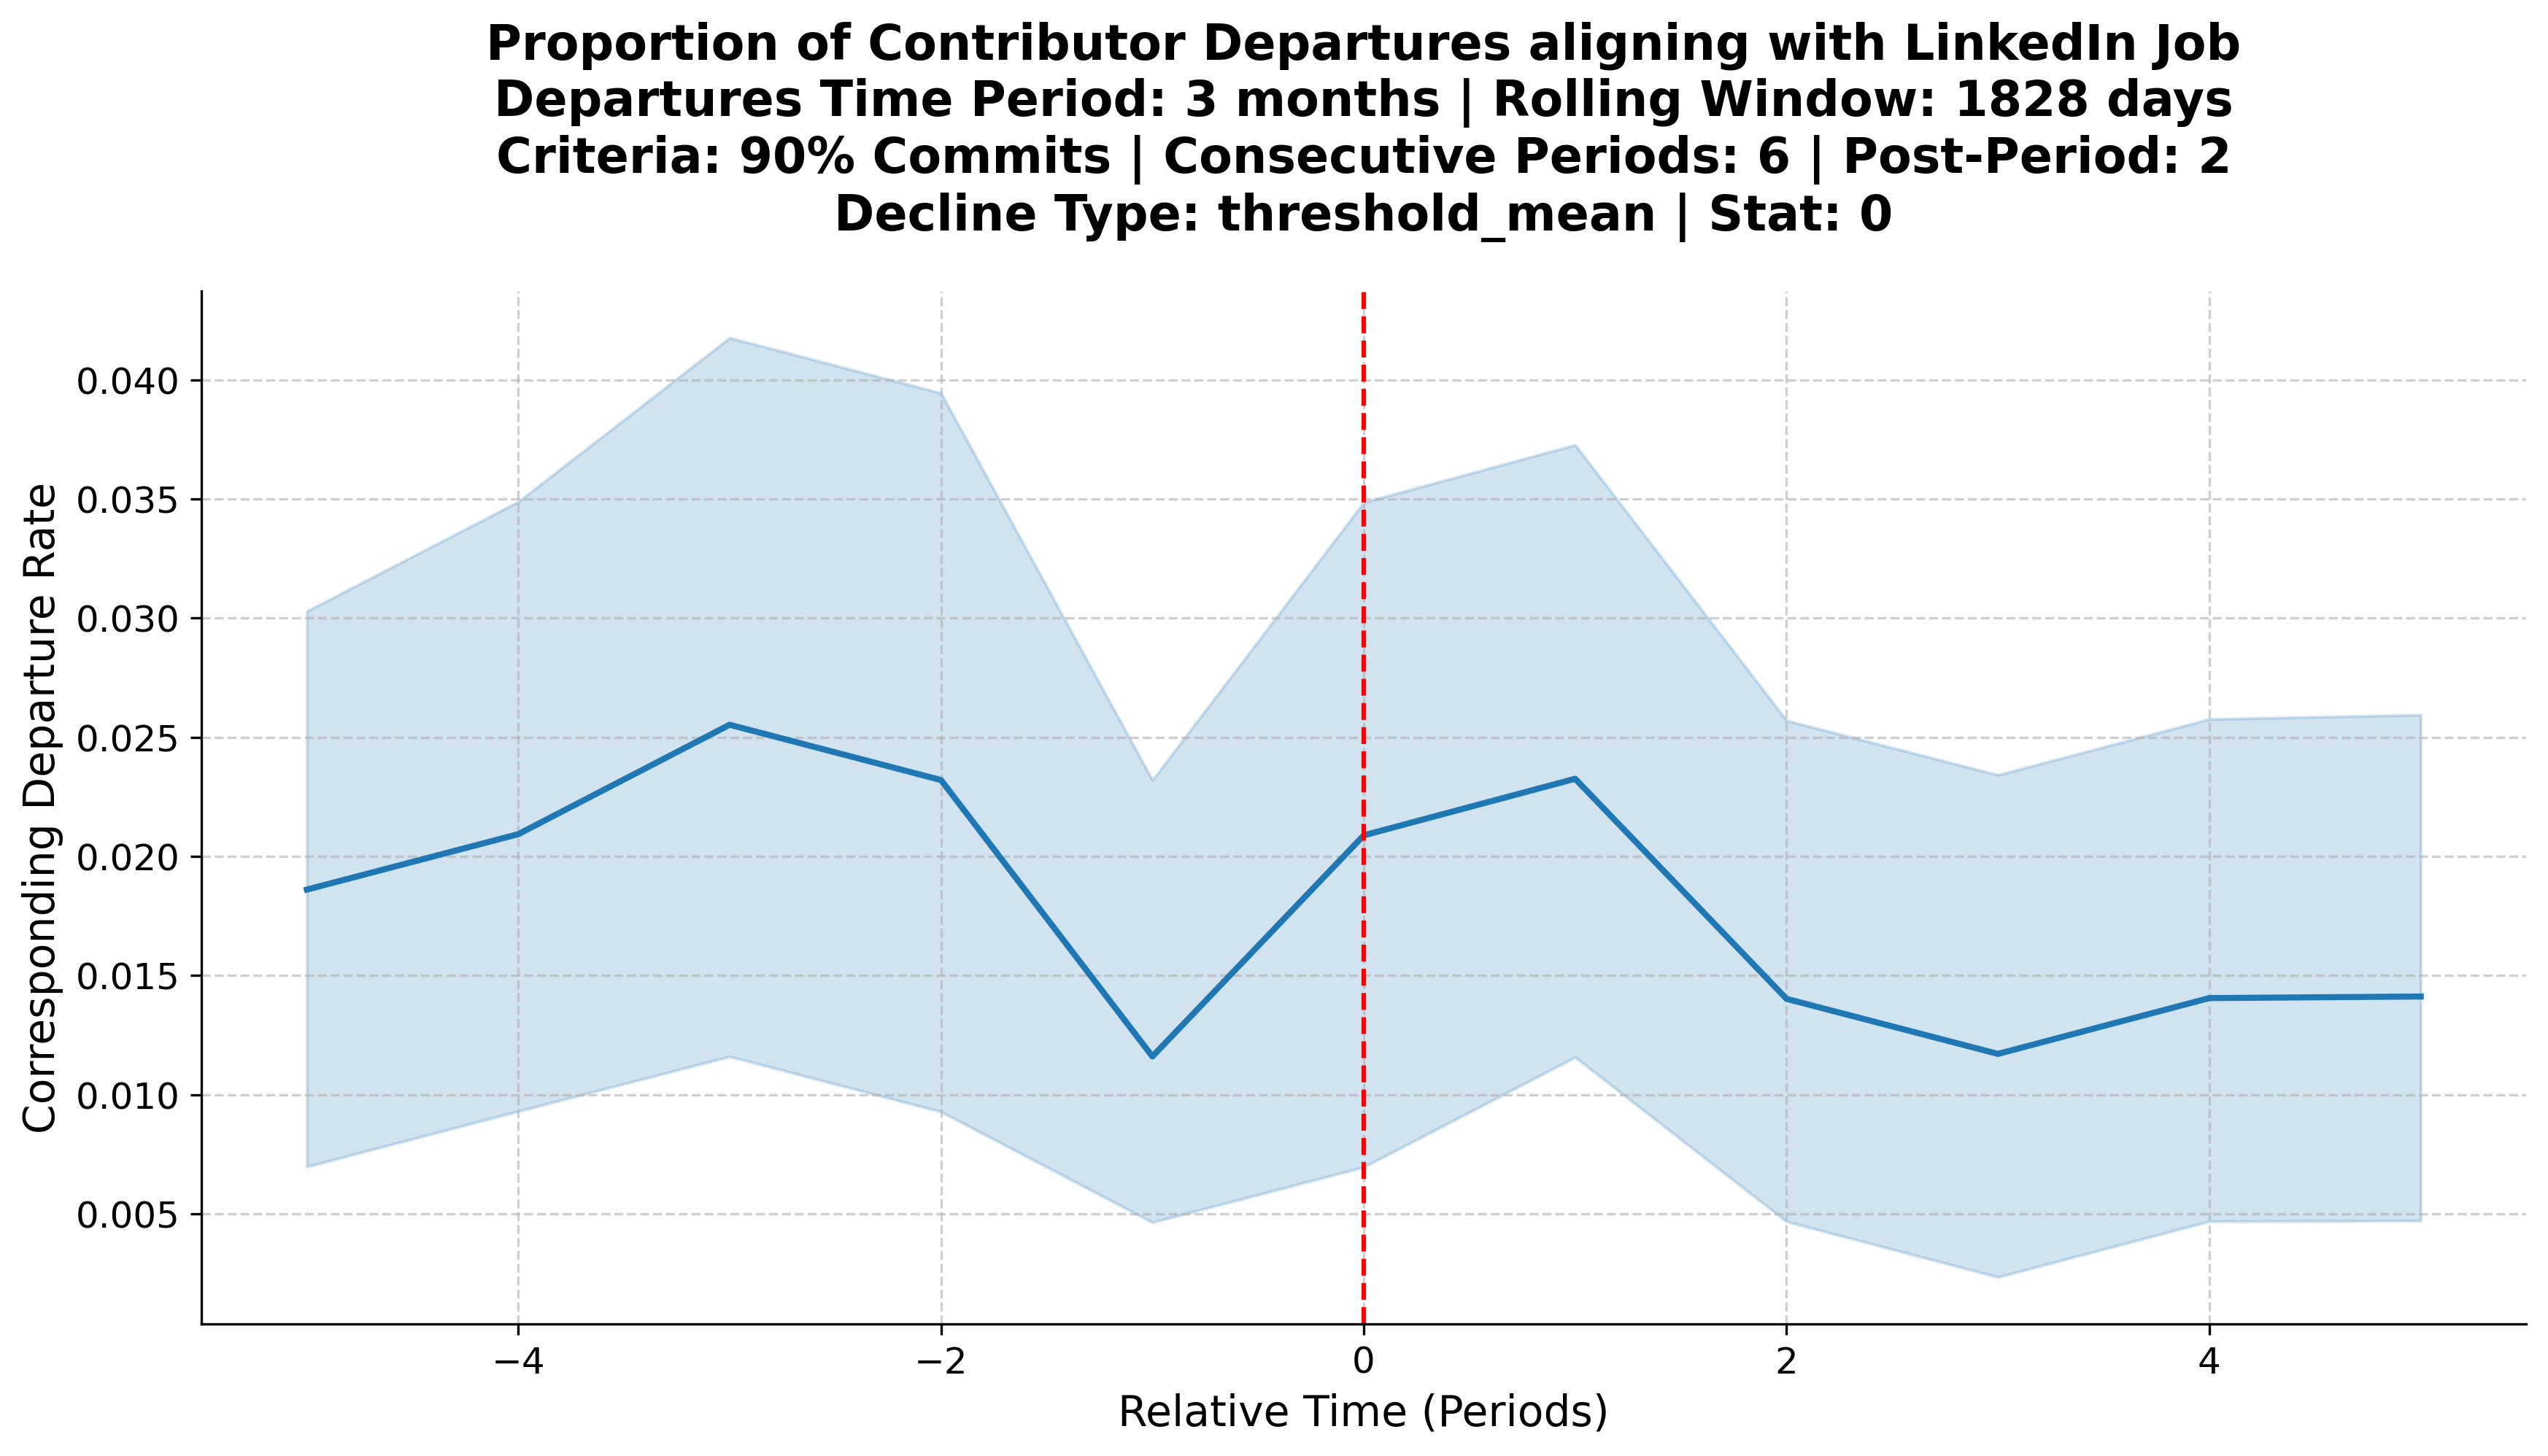 Proportion of Contributor Departures aligning with LinkedIn Job
Departures Time Period: 3 months | Rolling Window: 1828 days
Criteria: 90% Commits | Consecutive Periods: 6 | Post-Period: 2
Decline Type: threshold_mean | Stat: 0
Corresponding Departure Rate
0.040
0.035
0.030
0.025
0.020
0.015
0.010
0.005
−4 −2 0 2 4
Relative Time (Periods)